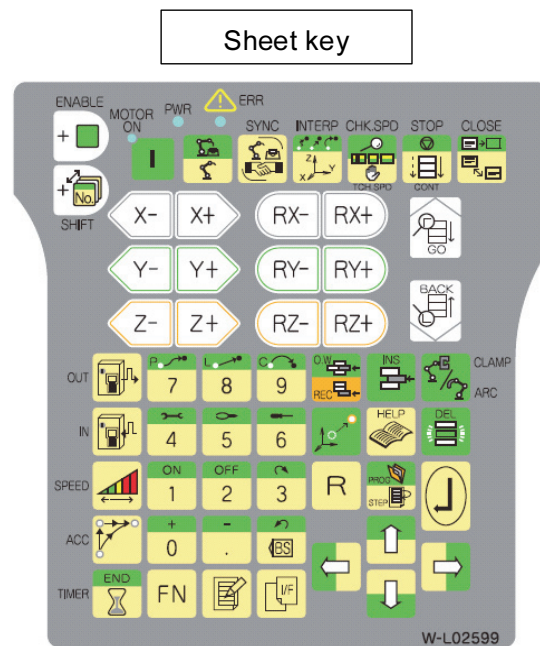 Sheet key
ENABLE
MOTOR ON
PWR
ERR
SYNC
INTERP
CHK.SPD
STOP
CLOSE
+
I
+ No.
Z
X
Y
TCH.SPD
CONT
SHIFT
X- X+ RX- RX+
GO
Y- Y+ RY- RY+
BACK
Z- Z+ RZ- RZ+
OUT
P
7
L
8
C
9
O.W
REC
INS
CLAMP
ARC
IN
4
5
6
HELP
DEL
SPEED
ON
1
OFF
2
3
R
PROG
STEP
ACC
+
0
-
.
BS
TIMER
END
FN
I/F
W-L02599